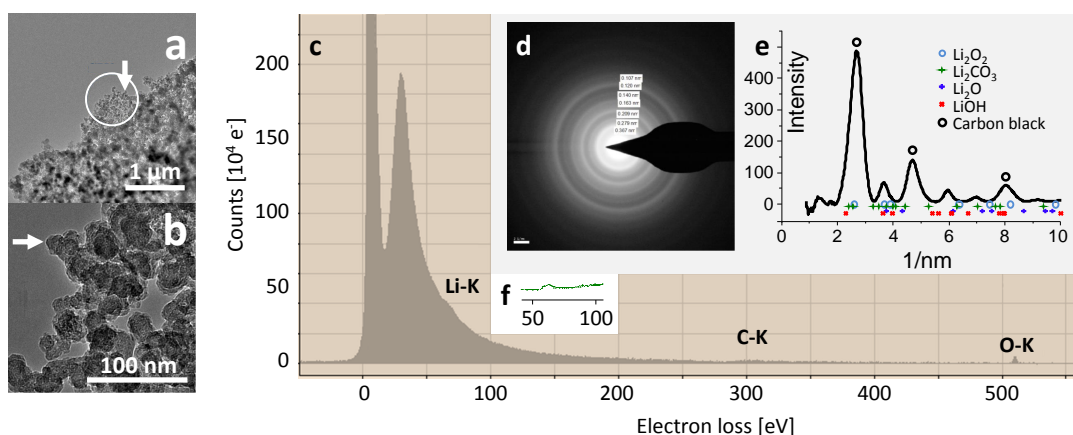 a
1 μm
b
100 nm
c
200
150
100
50
0
Counts [10⁴ e⁻]
Li-K
C-K
O-K
0
100
200
300
400
500
Electron loss [eV]
d
0.107 nm
0.120 nm
0.140 nm
0.163 nm
0.209 nm
0.279 nm
0.367 nm
e
Intensity
400
300
200
100
0
0
2
4
6
8
10
1/nm
Li₂O₂
Li₂CO₃
Li₂O
LiOH
Carbon black
f
50
100